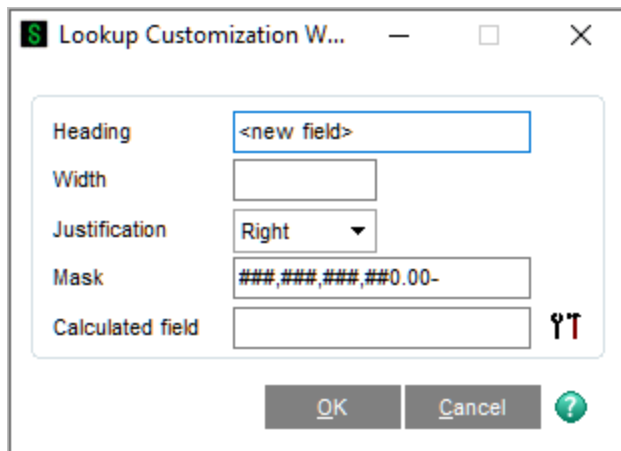 S Lookup Customization W...
Heading <new field>
Width
Justification Right
Mask ###,###,###,##0.00-
Calculated field
OK Cancel ?